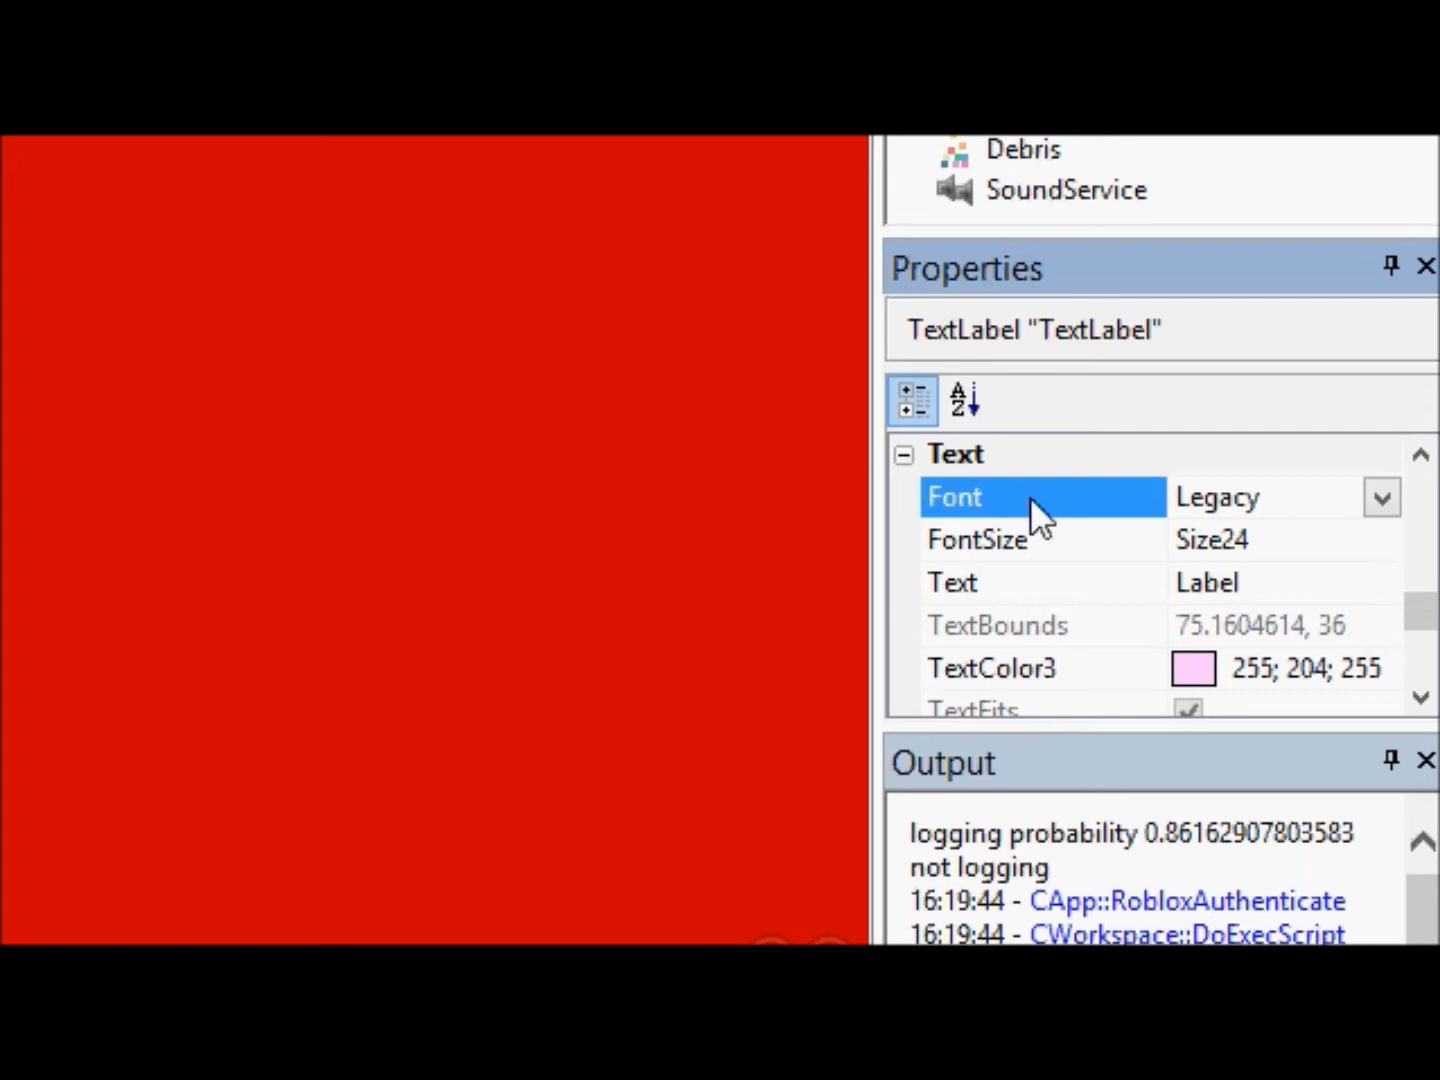 Debris
SoundService
Properties
TextLabel "TextLabel"
A
Z
Text
Font Legacy
FontSize Size24
Text Label
TextBounds 75.1604614, 36
TextColor3 255; 204; 255
TextFits
Output
logging probability 0.86162907803583
not logging
16:19:44 - CApp::RobloxAuthenticate
16:19:44 - CWorkspace::DoExecScript